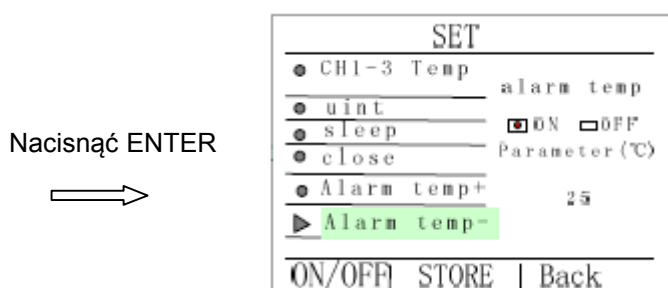 SET
CH1-3 Temp
alarm temp
uint
ON OFF
sleep
Parameter(℃)
close
Nacisnąć ENTER
Alarm temp+
25
Alarm temp-
ON/OFF STORE | Back